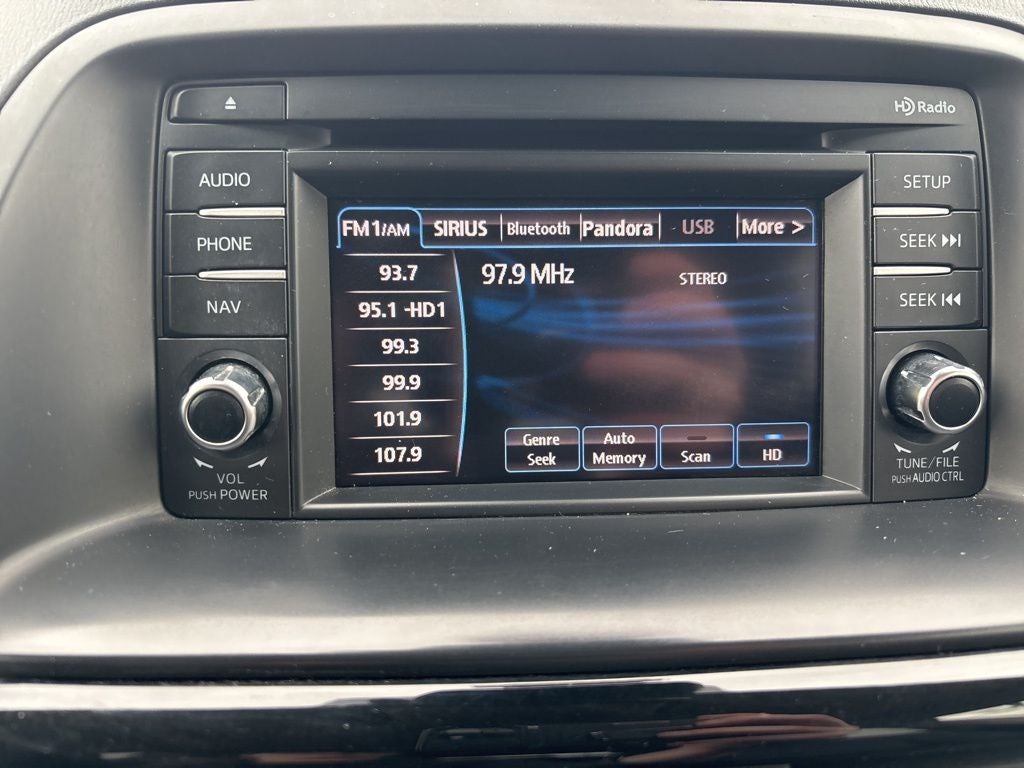 HD Radio
AUDIO
PHONE
NAV
VOL
PUSH POWER
FM1/AM SIRIUS Bluetooth Pandora USB More >
93.7
95.1 -HD1
99.3
99.9
101.9
107.9
97.9 MHz STEREO
Genre
Seek
Auto
Memory
Scan
HD
SETUP
SEEK
SEEK
TUNE/FILE
PUSH AUDIO CTRL